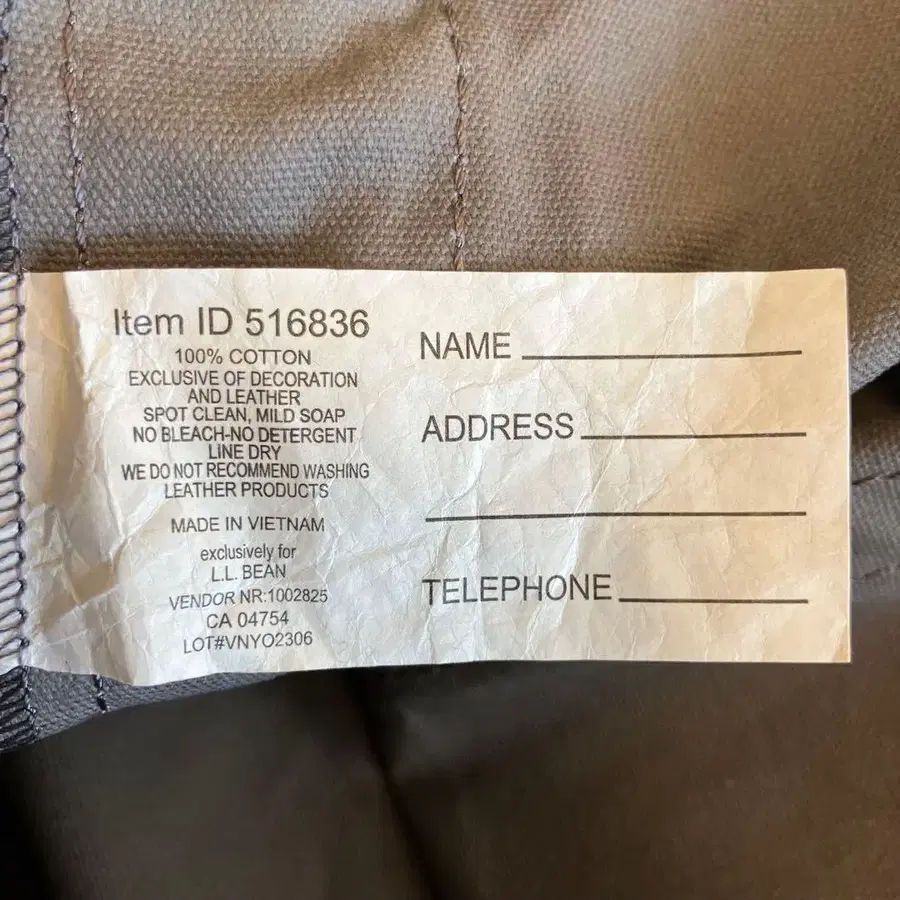 Item ID 516836
100% COTTON
EXCLUSIVE OF DECORATION
AND LEATHER
SPOT CLEAN, MILD SOAP
NO BLEACH-NO DETERGENT
LINE DRY
WE DO NOT RECOMMEND WASHING
LEATHER PRODUCTS
MADE IN VIETNAM
exclusively for
L.L. BEAN
VENDOR NR:1002825
CA 04754
LOT#VNYO2306
NAME
ADDRESS
TELEPHONE